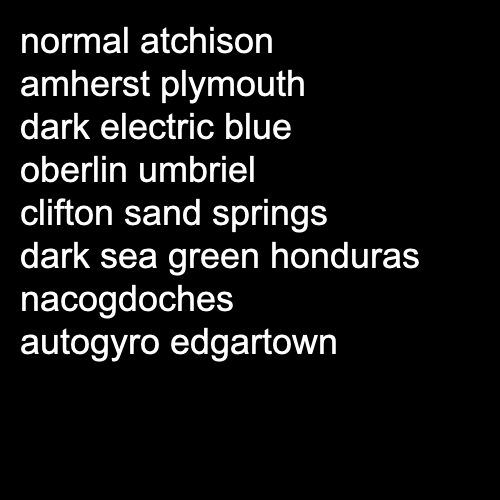 normal atchison
amherst plymouth
dark electric blue
oberlin umbriel
clifton sand springs
dark sea green honduras
nacogdoches
autogyro edgartown